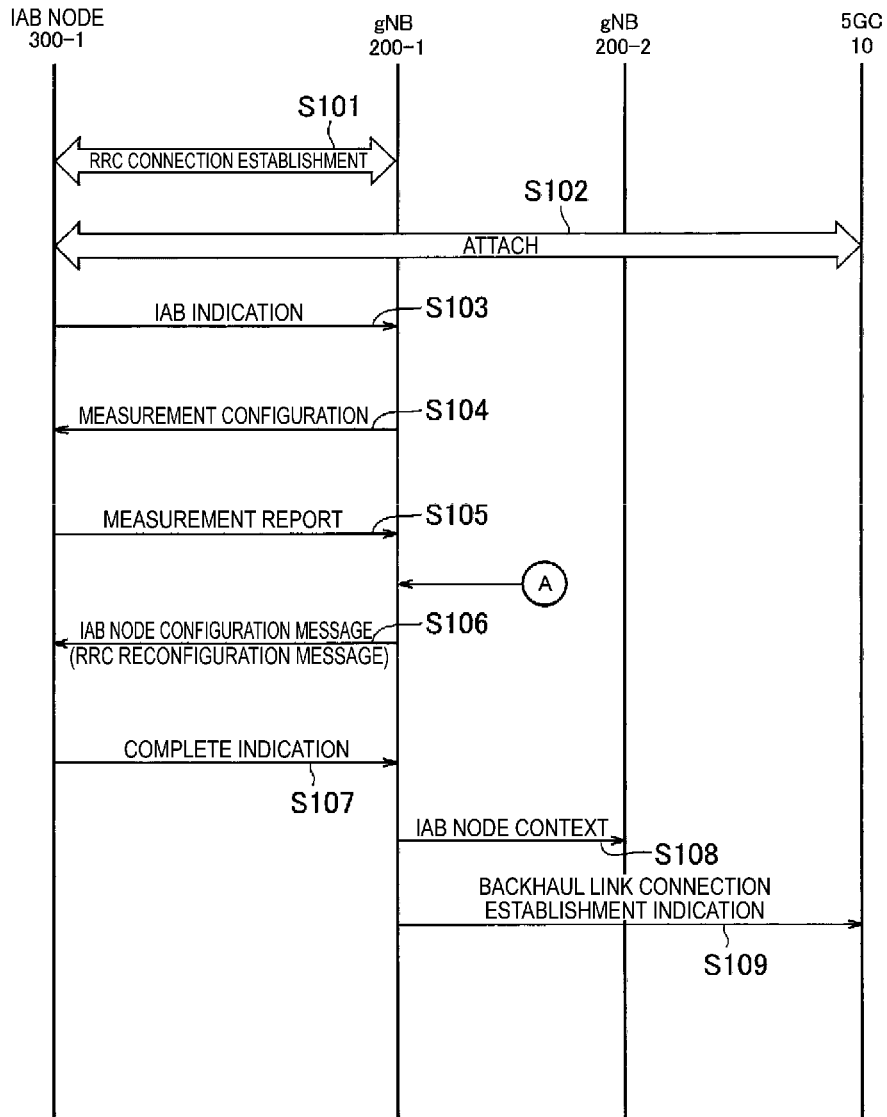 IAB NODE
300-1
gNB
200-1
gNB
200-2
5GC
10
S101
RRC CONNECTION ESTABLISHMENT
S102
ATTACH
IAB INDICATION
S103
MEASUREMENT CONFIGURATION
S104
MEASUREMENT REPORT
S105
A
IAB NODE CONFIGURATION MESSAGE
(RRC RECONFIGURATION MESSAGE)
S106
COMPLETE INDICATION
S107
IAB NODE CONTEXT
S108
BACKHAUL LINK CONNECTION
ESTABLISHMENT INDICATION
S109